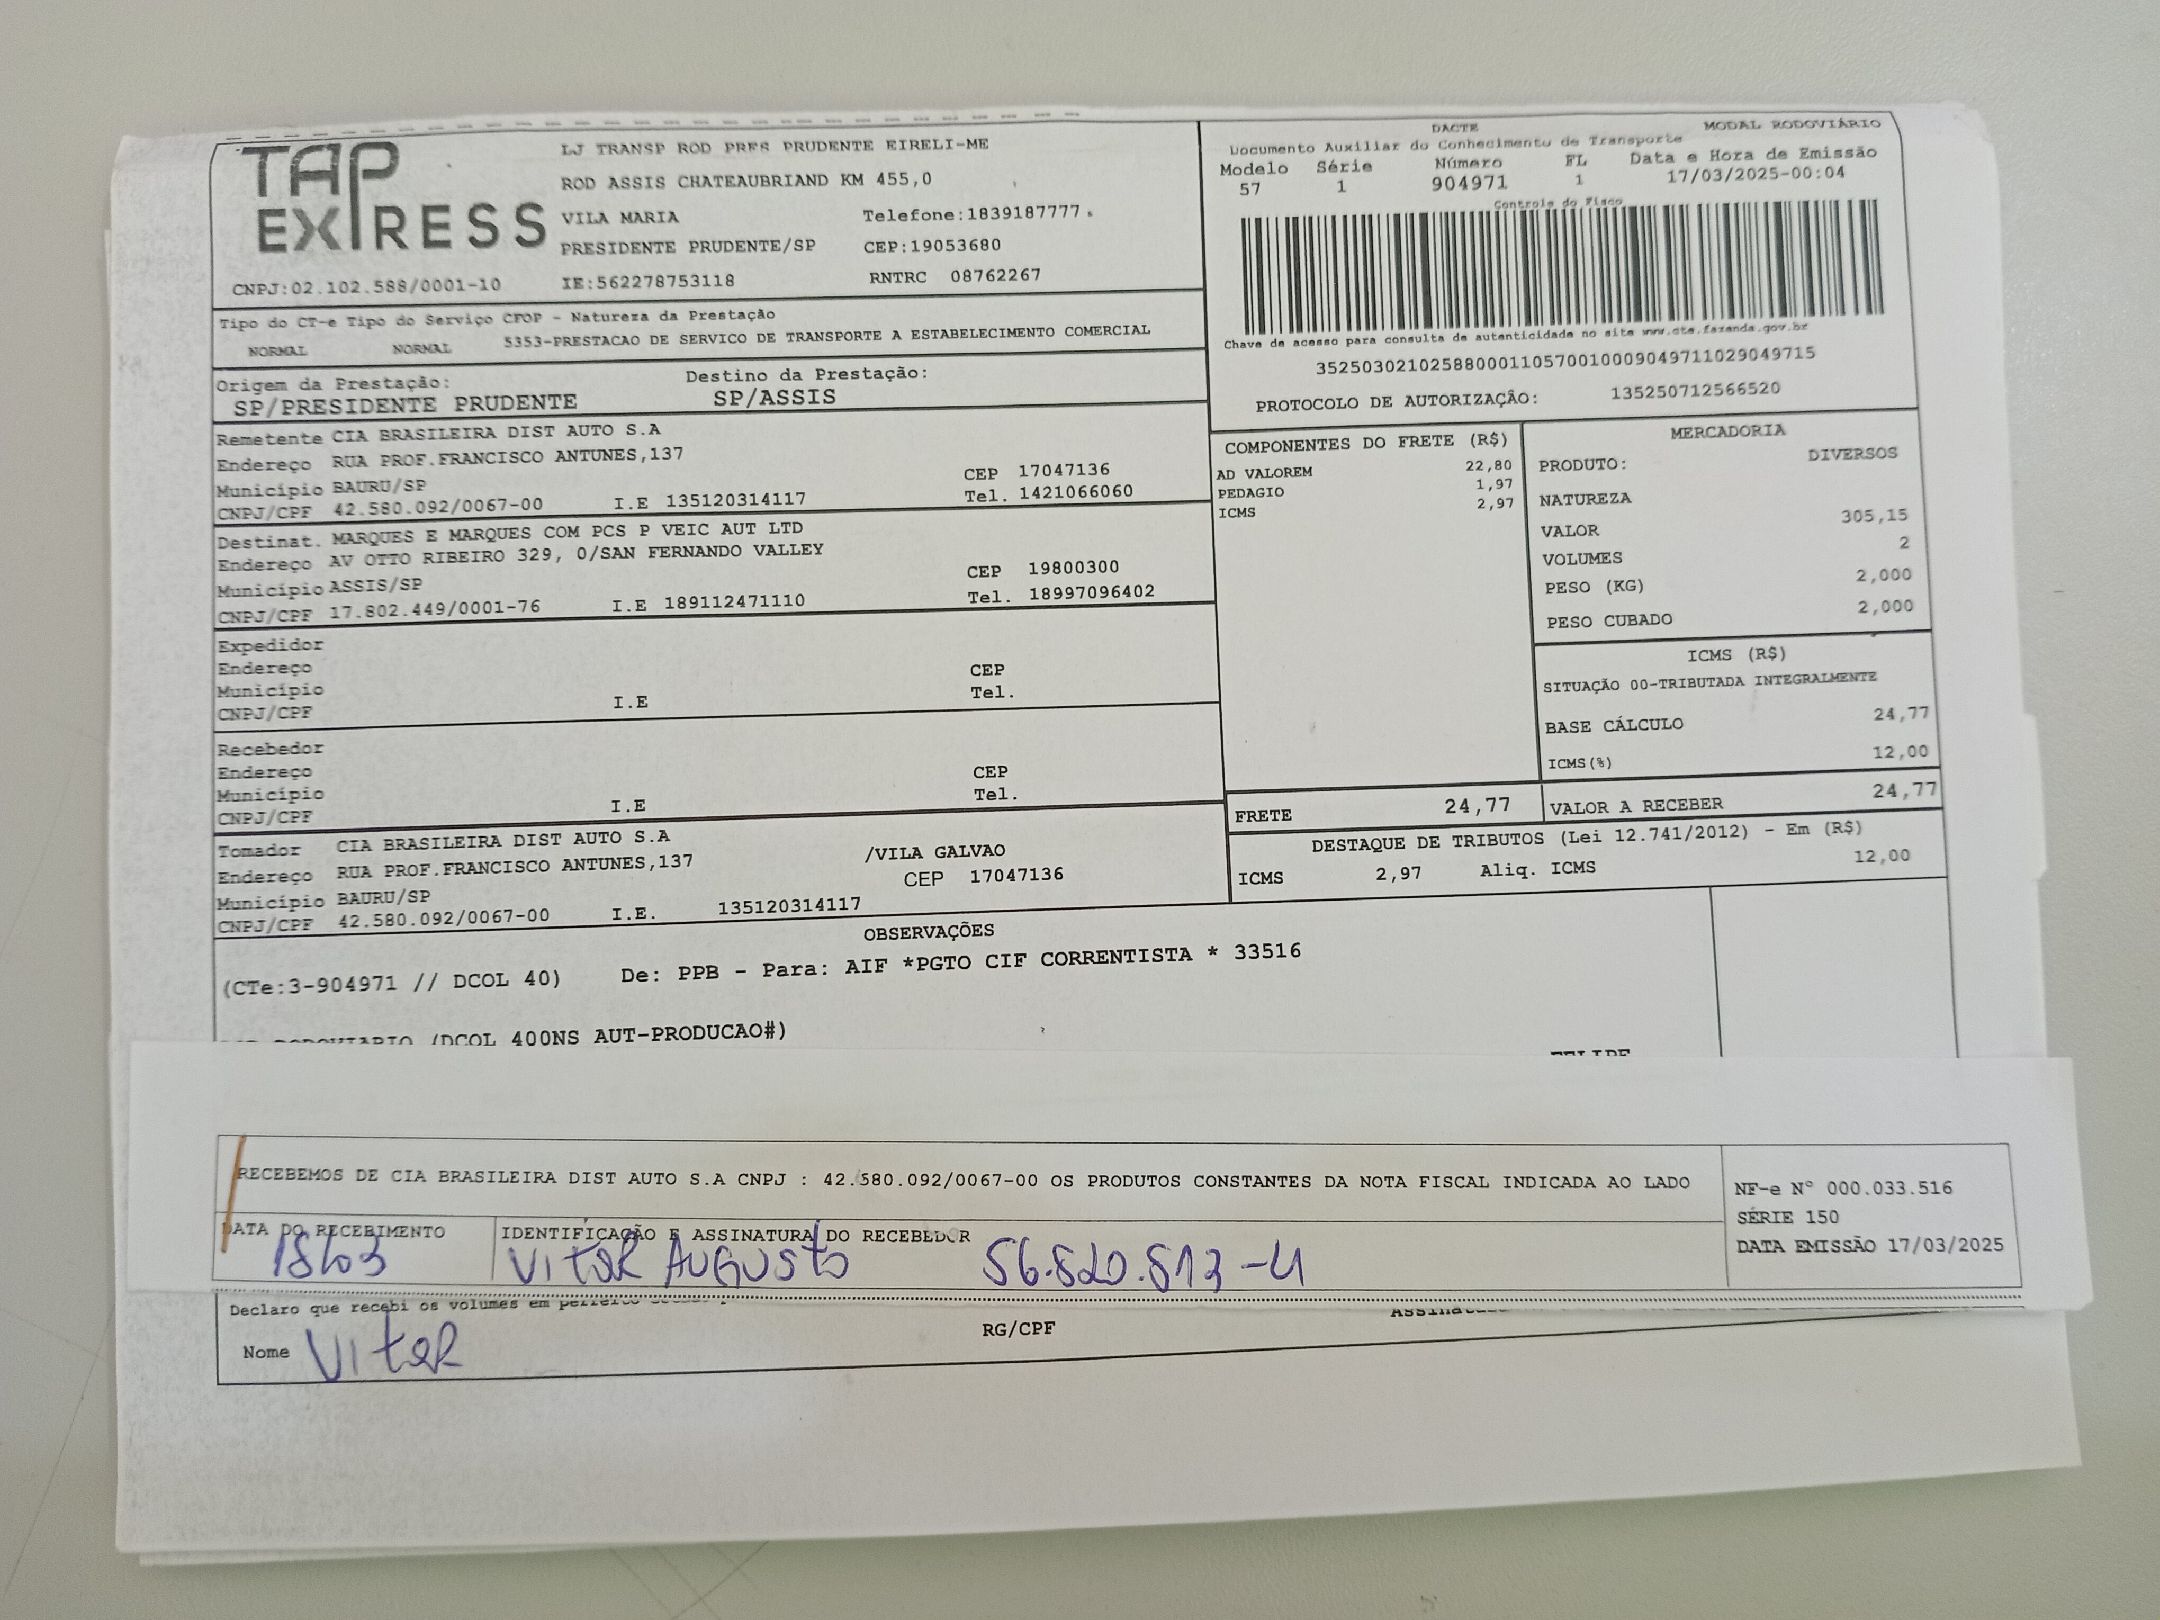 TAP EXPRESS
LJ TRANSP ROD PRES PRUDENTE EIRELI-ME
ROD ASSIS CHATEAUBRIAND KM 455,0
VILA MARIA Telefone:1839187777
PRESIDENTE PRUDENTE/SP CEP:19053680
CNPJ:02.102.588/0001-10 IE:562278753118 RNTRC 08762267
DACTE MODAL RODOVIÁRIO
Documento Auxiliar do Conhecimento de Transporte
Modelo Série Número FL Data e Hora de Emissão
57 1 904971 1 17/03/2025-00:04
Controle do Fisco
Chave de acesso para consulta de autenticidade no site www.cte.fazenda.gov.br
35250302102588000110570010009049711029049715
PROTOCOLO DE AUTORIZAÇÃO: 135250712566520
Tipo do CT-e Tipo do Serviço CFOP - Natureza da Prestação
NORMAL NORMAL 5353-PRESTACAO DE SERVICO DE TRANSPORTE A ESTABELECIMENTO COMERCIAL
Origem da Prestação: Destino da Prestação:
SP/PRESIDENTE PRUDENTE SP/ASSIS
Remetente CIA BRASILEIRA DIST AUTO S.A
Endereço RUA PROF.FRANCISCO ANTUNES,137
Município BAURU/SP CEP 17047136
CNPJ/CPF 42.580.092/0067-00 I.E 135120314117 Tel. 1421066060
Destinat. MARQUES E MARQUES COM PCS P VEIC AUT LTD
Endereço AV OTTO RIBEIRO 329, 0/SAN FERNANDO VALLEY
Município ASSIS/SP CEP 19800300
CNPJ/CPF 17.802.449/0001-76 I.E 189112471110 Tel. 18997096402
Expedidor
Endereço CEP
Município Tel.
CNPJ/CPF I.E
Recebedor
Endereço CEP
Município Tel.
CNPJ/CPF I.E
Tomador CIA BRASILEIRA DIST AUTO S.A
Endereço RUA PROF.FRANCISCO ANTUNES,137 /VILA GALVAO
Município BAURU/SP CEP 17047136
CNPJ/CPF 42.580.092/0067-00 I.E. 135120314117
COMPONENTES DO FRETE (R$)
AD VALOREM 22,80
PEDAGIO 1,97
ICMS 2,97
MERCADORIA
PRODUTO: DIVERSOS
NATUREZA
VALOR 305,15
VOLUMES 2
PESO (KG) 2,000
PESO CUBADO 2,000
ICMS (R$)
SITUAÇÃO 00-TRIBUTADA INTEGRALMENTE
BASE CÁLCULO 24,77
ICMS(%) 12,00
FRETE 24,77 VALOR A RECEBER 24,77
DESTAQUE DE TRIBUTOS (Lei 12.741/2012) - Em (R$)
ICMS 2,97 Aliq. ICMS 12,00
OBSERVAÇÕES
(CTe:3-904971 // DCOL 40) De: PPB - Para: AIF *PGTO CIF CORRENTISTA * 33516
RODOVIARIO /DCOL 400NS AUT-PRODUCAO#)
RECEBEMOS DE CIA BRASILEIRA DIST AUTO S.A CNPJ : 42.580.092/0067-00 OS PRODUTOS CONSTANTES DA NOTA FISCAL INDICADA AO LADO
NF-e N° 000.033.516
SÉRIE 150
DATA EMISSÃO 17/03/2025
DATA DO RECEBIMENTO IDENTIFICAÇÃO E ASSINATURA DO RECEBEDOR
18/03 VITOR AUGUSTO 56.820.813-4
Declaro que recebi os volumes em perfeito
Nome VITOR RG/CPF